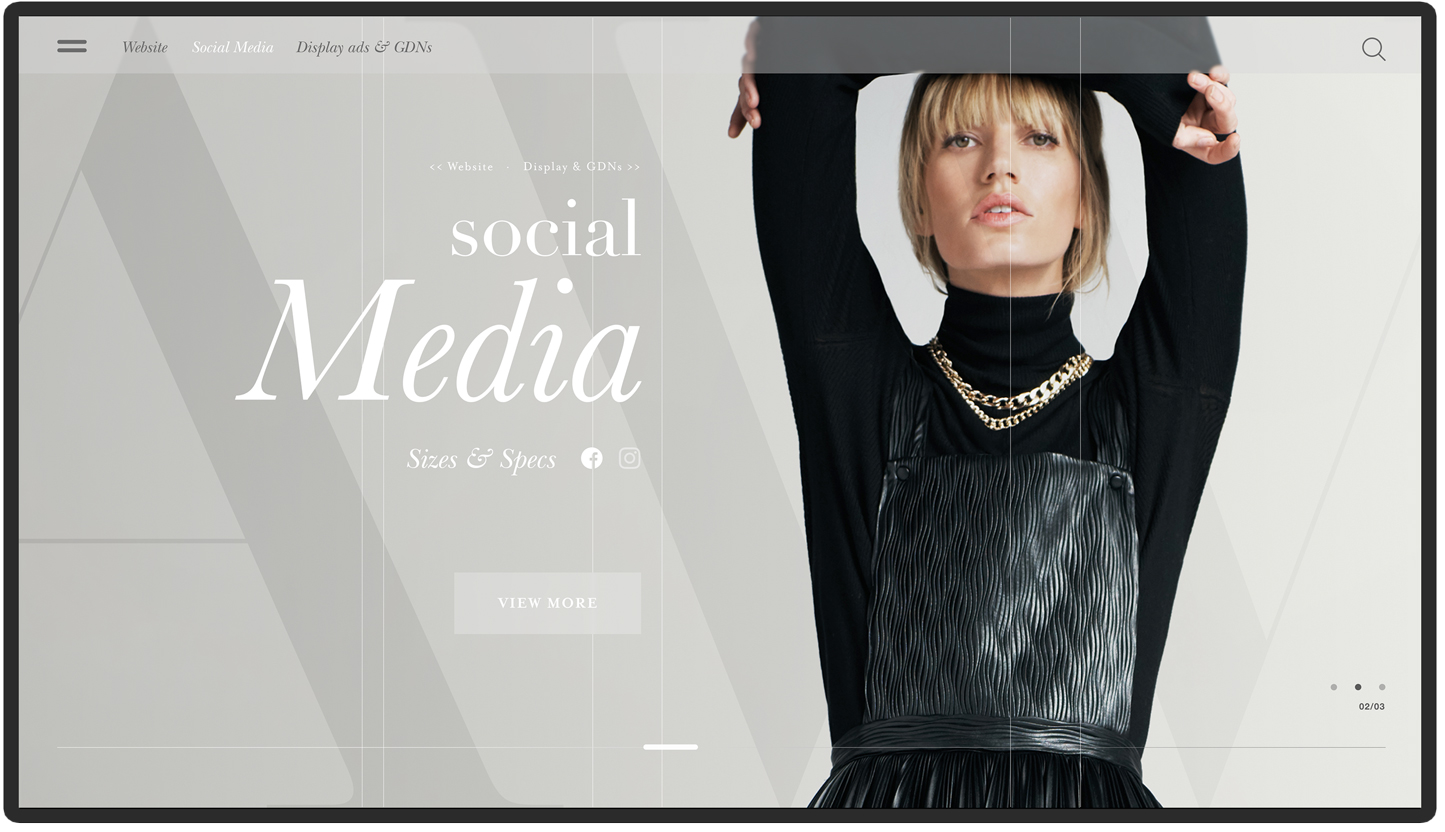 Website Social Media Display ads & GDNs
<< Website · Display & GDNs >>
social
Media
Sizes & Specs
VIEW MORE
02/03